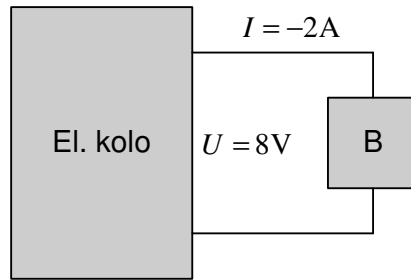 I = −2A
El. kolo
U = 8V
B